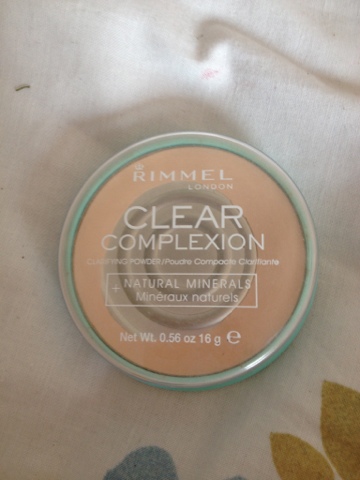 RIMMEL
LONDON
CLEAR
COMPLEXION
CLARIFYING POWDER/Poudre Compacte Clarifiante
+ NATURAL MINERALS
Minéraux naturels
Net Wt. 0.56 oz 16 g ℮